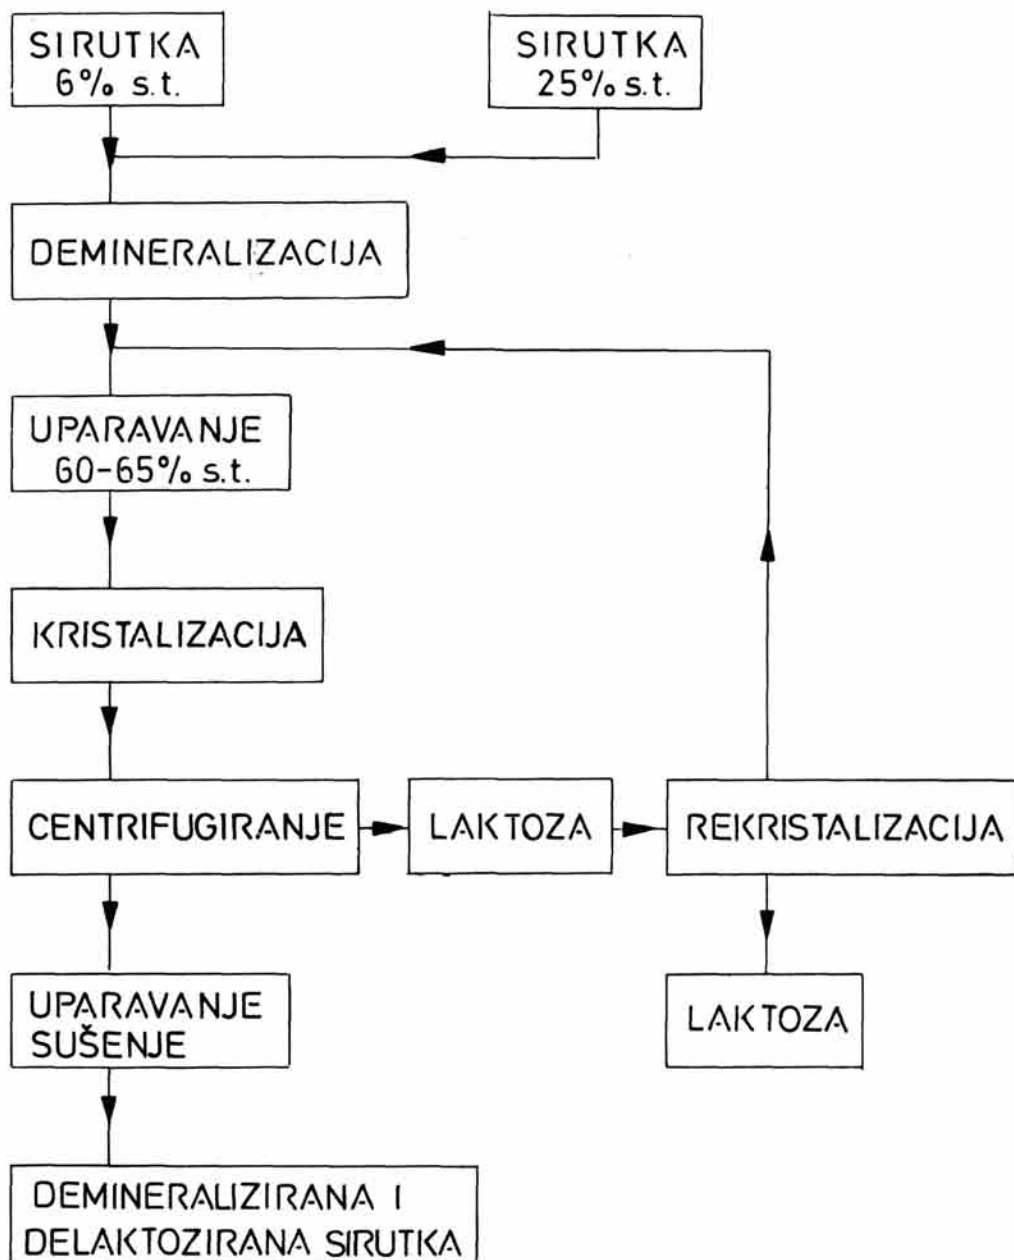 SIRUTKA
6% s.t.
SIRUTKA
25% s.t.
DEMINERALIZACIJA
UPARAVANJE
60-65% s.t.
KRISTALIZACIJA
CENTRIFUGIRANJE
LAKTOZA
REKRISTALIZACIJA
UPARAVANJE
SUŠENJE
LAKTOZA
DEMINERALIZIRANA I
DELAKTOZIRANA SIRUTKA